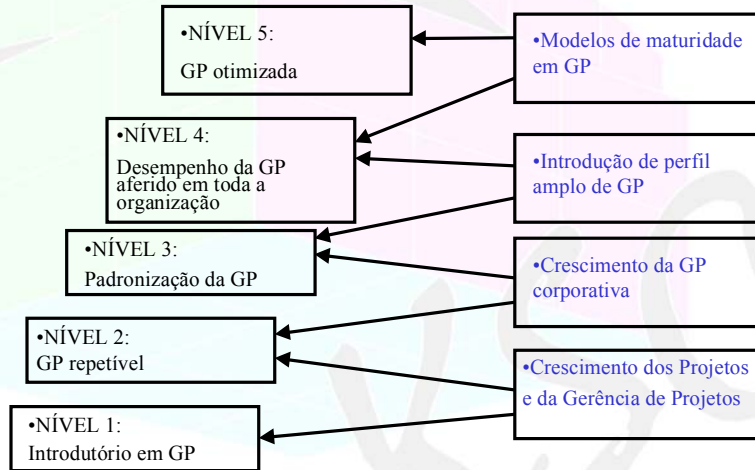 •NÍVEL 5:
GP otimizada
•Modelos de maturidade
em GP
•NÍVEL 4:
Desempenho da GP
aferido em toda a
organização
•Introdução de perfil
amplo de GP
•NÍVEL 3:
Padronização da GP
•Crescimento da GP
corporativa
•NÍVEL 2:
GP repetível
•Crescimento dos Projetos
e da Gerência de Projetos
•NÍVEL 1:
Introdutório em GP